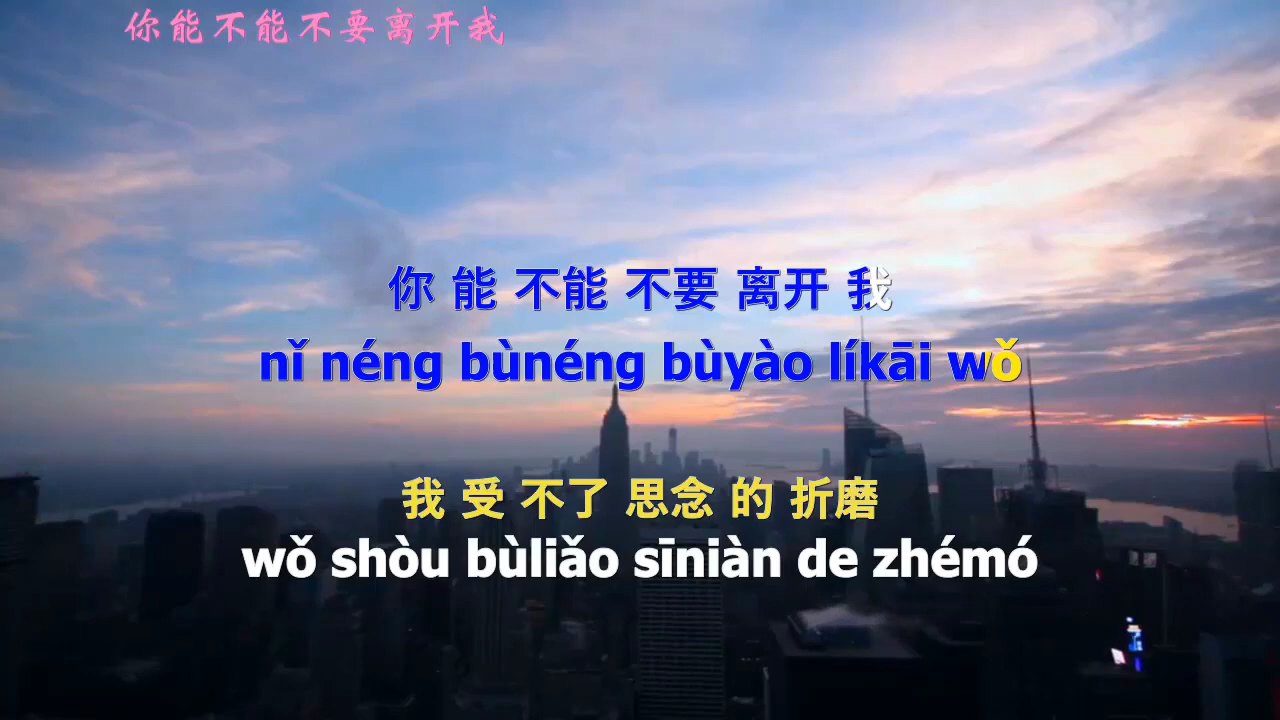 你能不能不要离开我
你 能 不能 不要 离开 我
nǐ néng bùnéng bùyào líkāi wǒ
我 受 不了 思念 的 折磨
wǒ shòu bùliǎo sīniàn de zhémó